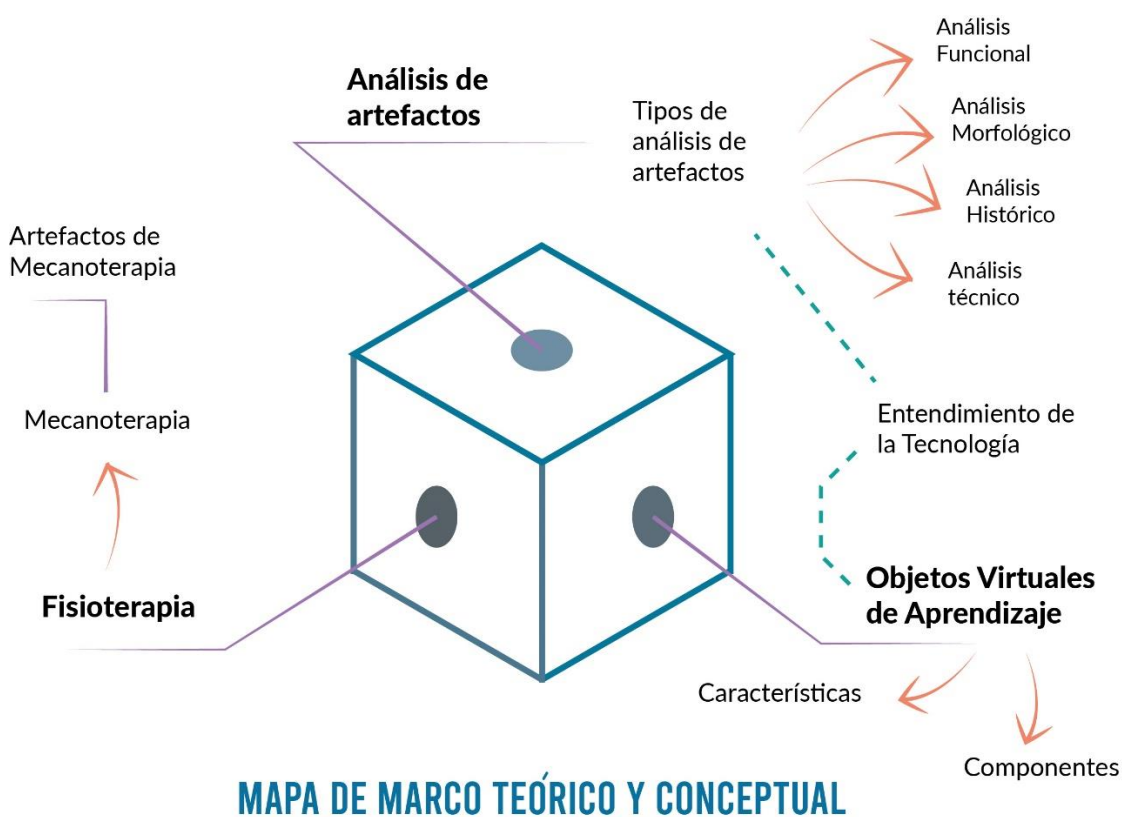 Análisis de
artefactos
Tipos de
análisis de
artefactos
Análisis
Funcional
Análisis
Morfológico
Análisis
Histórico
Análisis
técnico
Artefactos de
Mecanoterapia
Mecanoterapia
Fisioterapia
Entendimiento de
la Tecnología
Objetos Virtuales
de Aprendizaje
Característificas
Componentes
MAPA DE MARCO TEÓRICO Y CONCEPTUAL